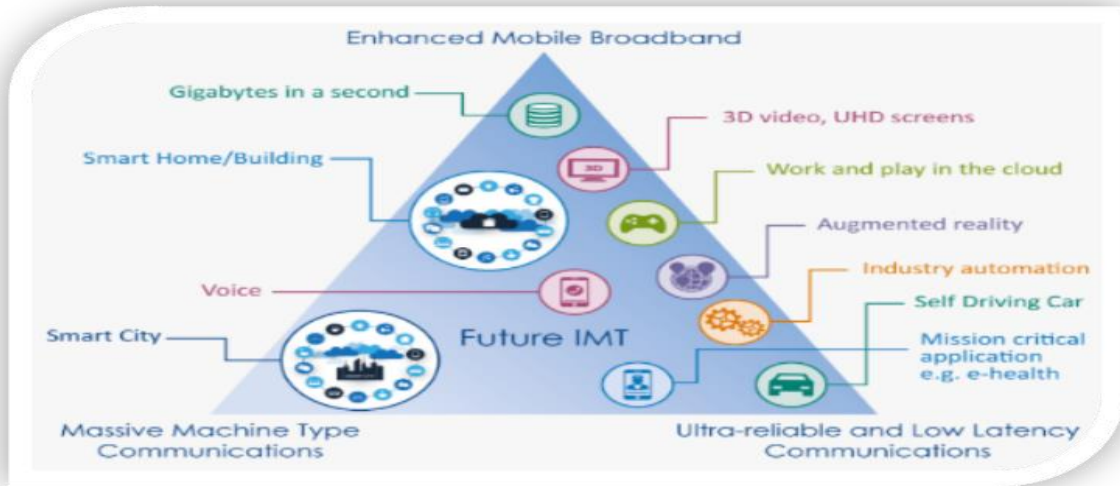 Enhanced Mobile Broadband
Gigabytes in a second
3D video, UHD screens
3D
Smart Home/Building
Work and play in the cloud
Augmented reality
Industry automation
Voice
Self Driving Car
Smart City
Future IMT
Mission critical
application
e.g. e-health
Massive Machine Type
Communications
Ultra-reliable and Low Latency
Communications